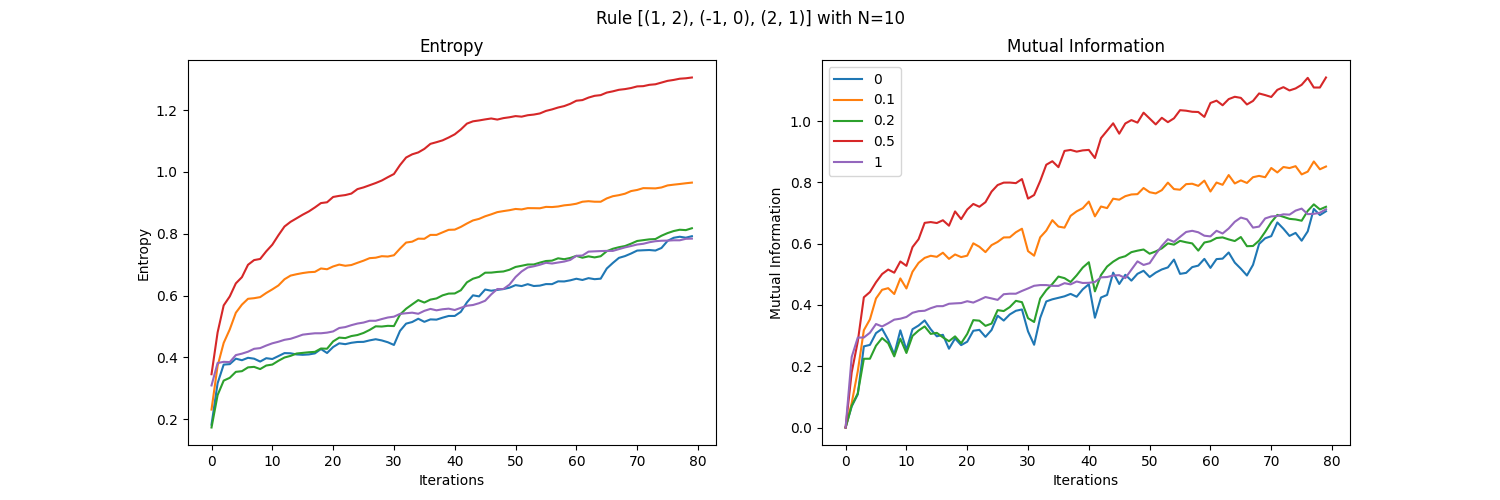 Rule [(1, 2), (-1, 0), (2, 1)] with N=10
Entropy
Entropy
0.2
0.4
0.6
0.8
1.0
1.2
0 10 20 30 40 50 60 70 80
Iterations
Mutual Information
Mutual Information
0.0
0.2
0.4
0.6
0.8
1.0
0
0.1
0.2
0.5
1
0 10 20 30 40 50 60 70 80
Iterations